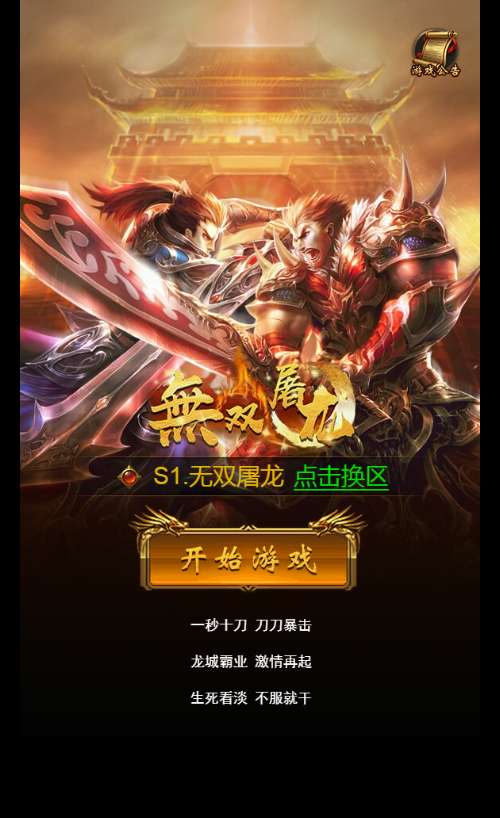 游戏公告
無双屠龙
S1.无双屠龙 点击换区
开始游戏
一秒十刀 刀刀暴击
龙城霸业 激情再起
生死看淡 不服就干